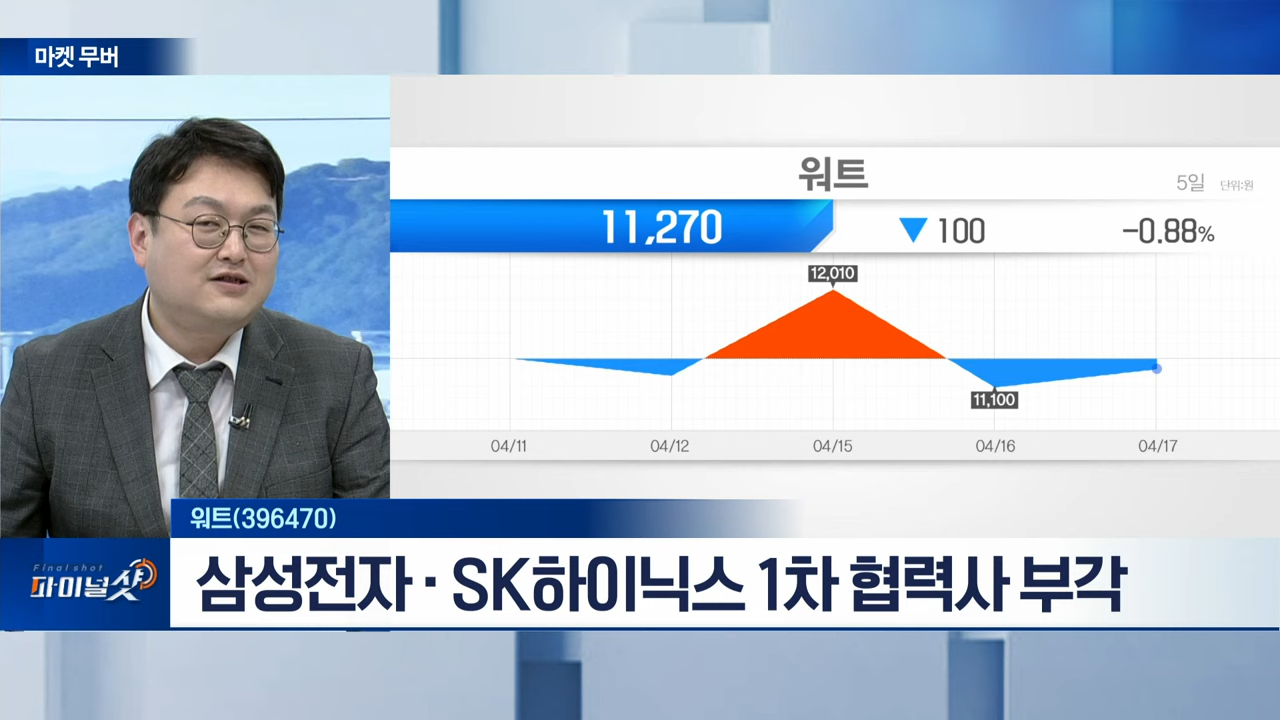 마켓 무버
워트
5일 단위:원
11,270 ▼ 100 -0.88%
12,010
11,100
04/11 04/12 04/15 04/16 04/17
워트(396470)
Final shot
파이널샷
삼성전자·SK하이닉스 1차 협력사 부각